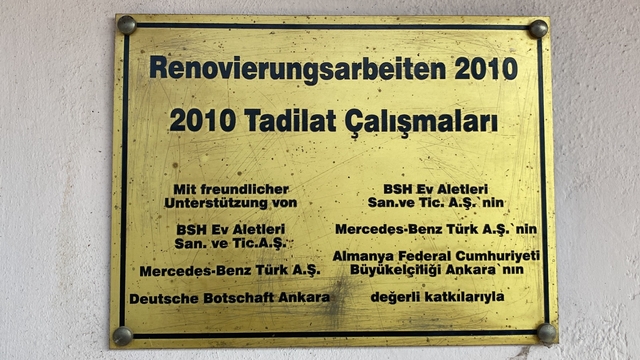 Renovierungsarbeiten 2010
2010 Tadilat Çalışmaları
Mit freundlicher
Unterstützung von
BSH Ev Aletleri
San. ve Tic.A.Ş.
Mercedes-Benz Türk A.Ş.
Deutsche Botschaft Ankara
BSH Ev Aletleri
San.ve Tic. A.Ş.`nin
Mercedes-Benz Türk A.Ş.`nin
Almanya Federal Cumhuriyeti
Büyükelçiliği Ankara`nın
değerli katkılarıyla